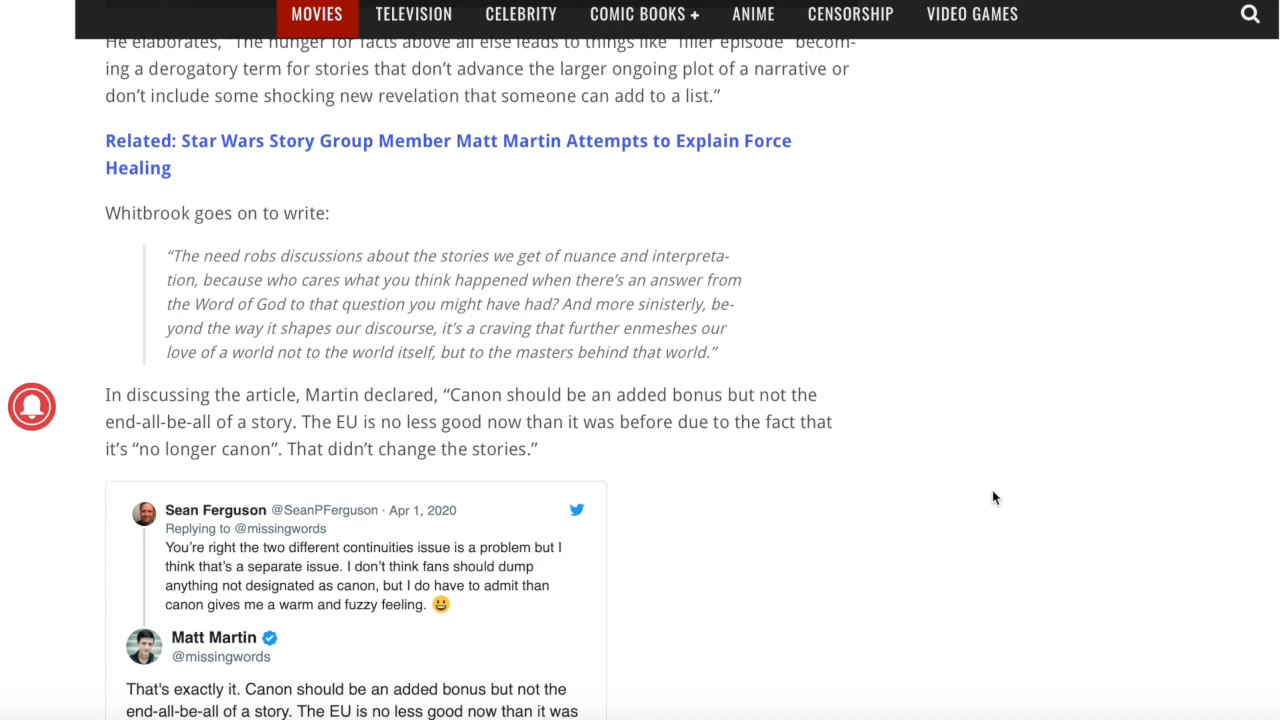 MOVIES TELEVISION CELEBRITY COMIC BOOKS + ANIME CENSORSHIP VIDEO GAMES
He elaborates, “The hunger for facts above all else leads to things like “filler episode” becom-
ing a derogatory term for stories that don’t advance the larger ongoing plot of a narrative or
don’t include some shocking new revelation that someone can add to a list.”
Related: Star Wars Story Group Member Matt Martin Attempts to Explain Force
Healing
Whitbrook goes on to write:
“The need robs discussions about the stories we get of nuance and interpreta-
tion, because who cares what you think happened when there’s an answer from
the Word of God to that question you might have had? And more sinisterly, be-
yond the way it shapes our discourse, it’s a craving that further enmeshes our
love of a world not to the world itself, but to the masters behind that world.”
In discussing the article, Martin declared, “Canon should be an added bonus but not the
end-all-be-all of a story. The EU is no less good now than it was before due to the fact that
it’s “no longer canon”. That didn’t change the stories.”
Sean Ferguson @SeanPFerguson · Apr 1, 2020
Replying to @missingwords
You’re right the two different continuities issue is a problem but I
think that’s a separate issue. I don’t think fans should dump
anything not designated as canon, but I do have to admit than
canon gives me a warm and fuzzy feeling. 😀
Matt Martin
@missingwords
That's exactly it. Canon should be an added bonus but not the
end-all-be-all of a story. The EU is no less good now than it was